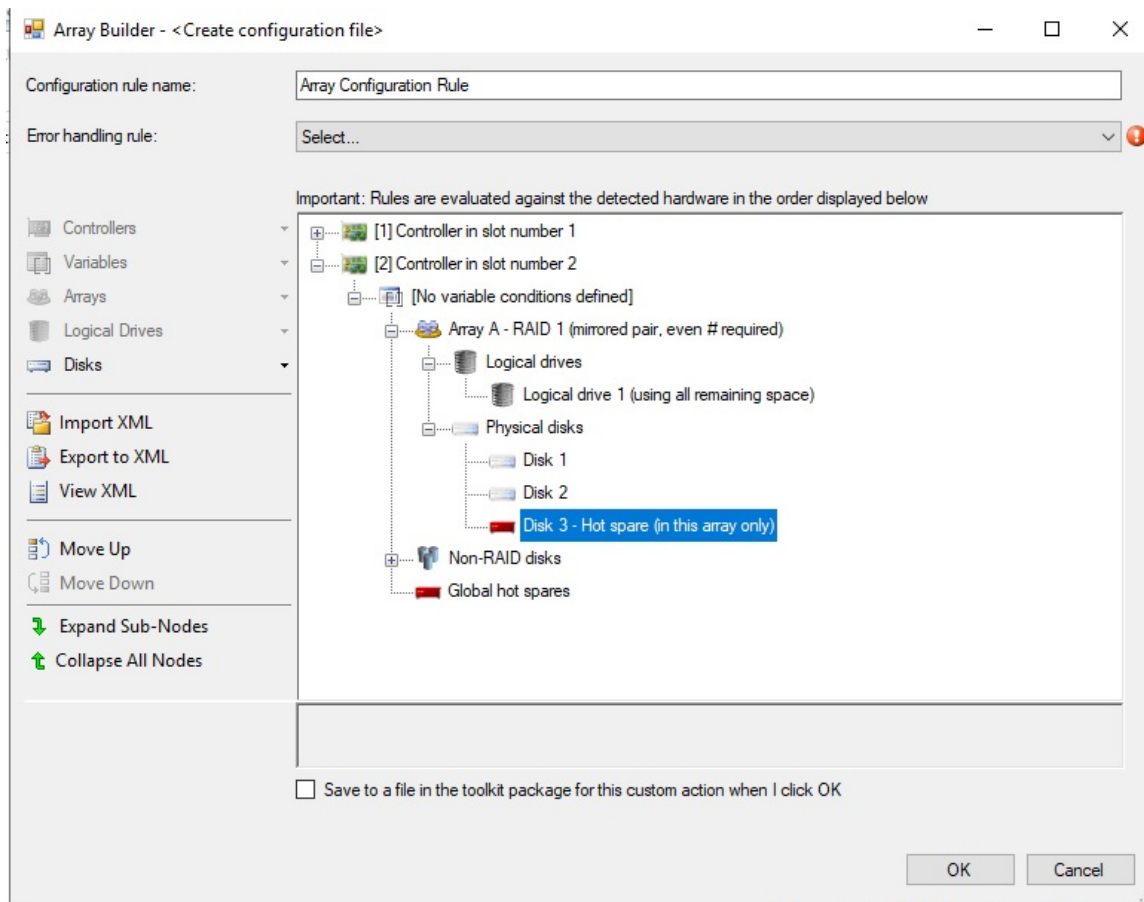 Array Builder - <Create configuration file>
Configuration rule name:
Array Configuration Rule
Error handling rule:
Select...
Important: Rules are evaluated against the detected hardware in the order displayed below
Controllers
Variables
Arrays
Logical Drives
Disks
Import XML
Export to XML
View XML
Move Up
Move Down
Expand Sub-Nodes
Collapse All Nodes
[1] Controller in slot number 1
[2] Controller in slot number 2
[No variable conditions defined]
Array A - RAID 1 (mirrored pair, even # required)
Logical drives
Logical drive 1 (using all remaining space)
Physical disks
Disk 1
Disk 2
Disk 3 - Hot spare (in this array only)
Non-RAID disks
Global hot spares
Save to a file in the toolkit package for this custom action when I click OK
OK
Cancel